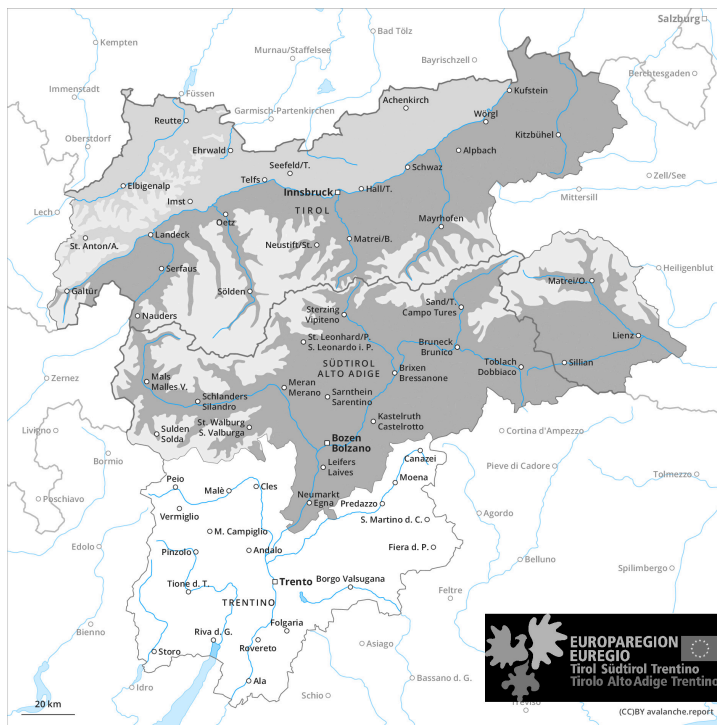 Salzburg
Kempten
Bad Tölz
Murnau/Staffelsee
Bayrischzell
Berchtesgaden
Immenstadt
Füssen
Garmisch-Partenkirchen
Achenkirch
Kufstein
Reutte
Wörgl
Oberstdorf
Ehrwald
Kitzbühel
Seefeld/T.
Alpbach
Telfs
Schwaz
Zell/See
Elbigenalp
Innsbruck
Hall/T.
Mittersill
Imst
TIROL
Lech
Oetz
Mayrhofen
St. Anton/A.
Landeck
Neustift/St.
Matrei/B.
Heiligenblut
Serfaus
Galtür
Sölden
Matrei/O.
Nauders
Sterzing
Vipiteno
Sand/T.
Campo Tures
St. Leonhard/P.
S. Leonardo i. P.
Lienz
Bruneck
Brunico
SÜDTIROL
ALTO ADIGE
Toblach
Dobbiaco
Sillian
Zernez
Mals
Malles V.
Brixen
Bressanone
Meran
Merano
Schlanders
Silandro
Sarnthein
Sarentino
Livigno
Sulden
Solda
St. Walburg
S. Valburga
Kastelruth
Castelrotto
Cortina d'Ampezzo
Bozen
Bolzano
Bormio
Canazei
Leifers
Laives
Pieve di Cadore
Poschiavo
Peio
Malè
Cles
Neumarkt
Egna
Moena
Tolmezzo
Predazzo
Vermiglio
S. Martino d. C.
Agordo
M. Campiglio
Edolo
Pinzolo
Andalo
Fiera d. P.
Belluno
Spilimbergo
Tione d. T.
Trento
Borgo Valsugana
Feltre
TRENTINO
Bienno
Riva d. G.
Folgaria
Storo
Rovereto
Asiago
Ala
Idro
Schio
Bassano d. G.
EUROPAREGION
EUREGIO
Tirol Südtirol Trentino
Tirolo Alto Adige Trentino
Treviso
20 km
(CC)BY avalanche.report